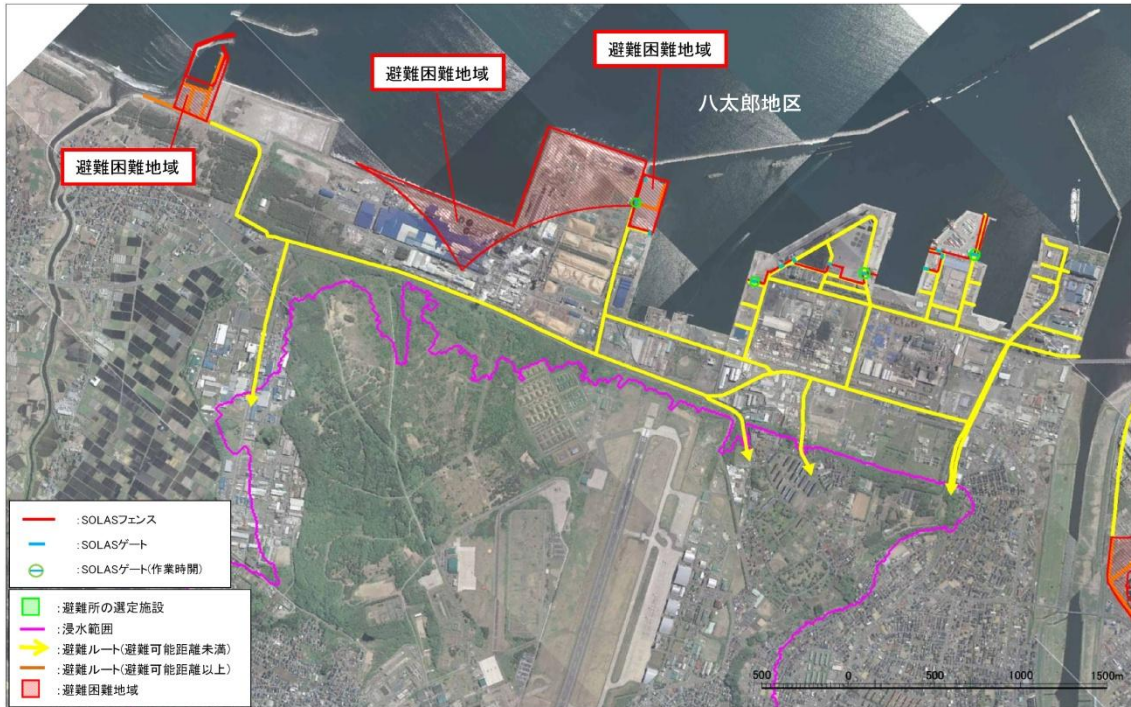 避難困難地域
避難困難地域
八太郎地区
避難困難地域
:SOLASフェンス
:SOLASゲート
:SOLASゲート(作業時間)
:避難所の選定施設
:浸水範囲
:避難ルート(避難可能距離未満)
:避難ルート(避難可能距離以上)
:避難困難地域
500 0 500 1000 1500m